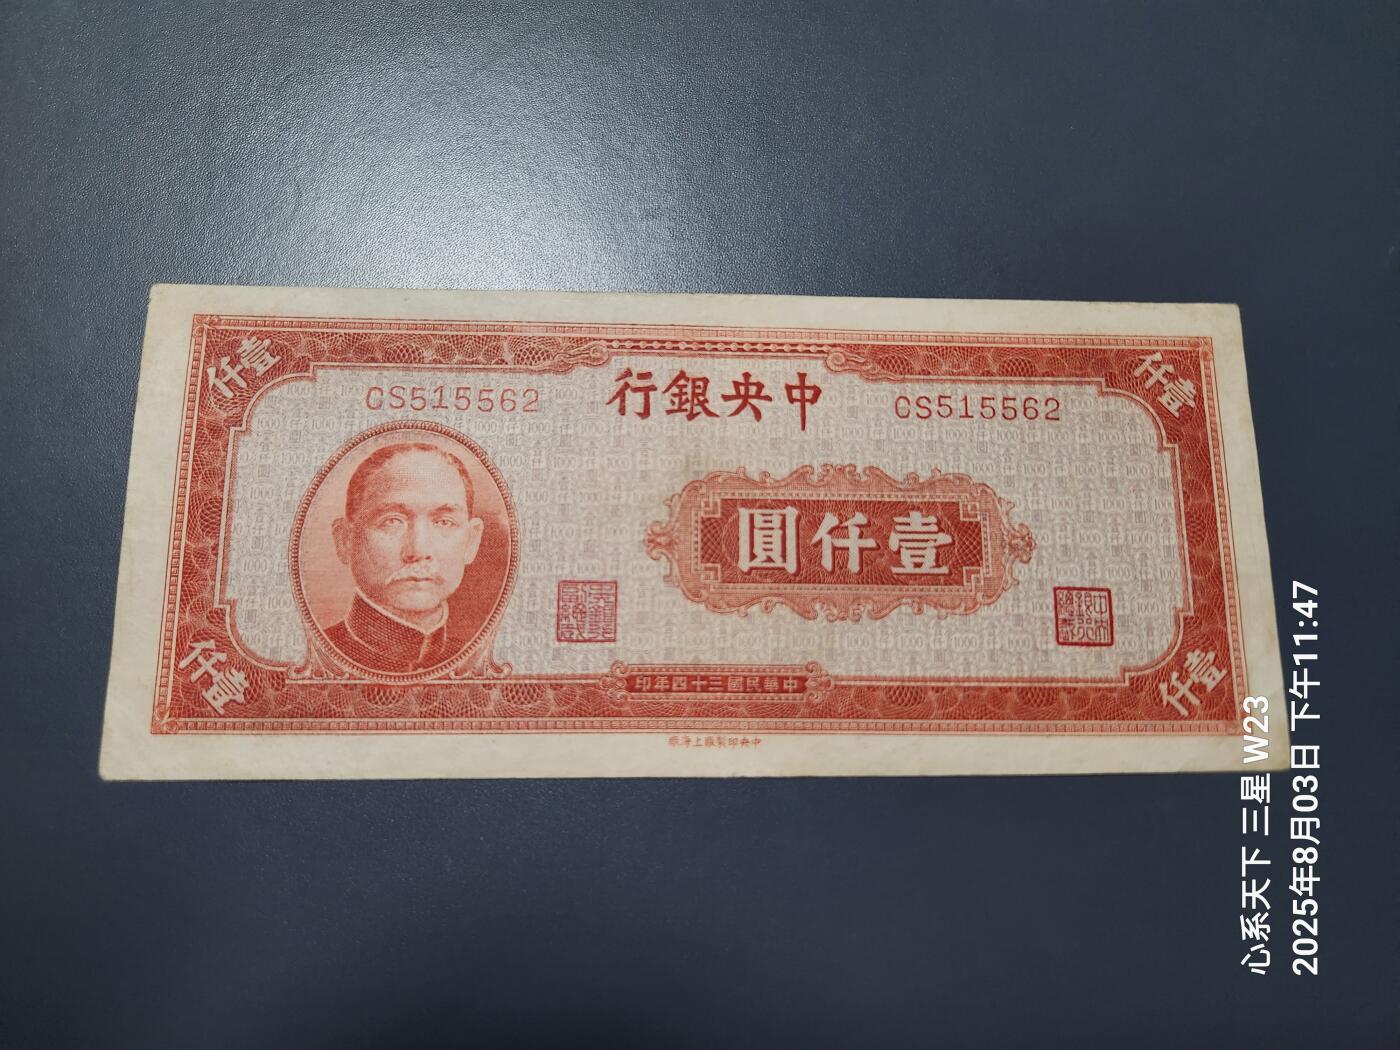 壹仟
壹仟
CS515562
中央銀行
CS515562
壹仟圓
中華民國三十四年印
壹仟
壹仟
中央印製廠上海廠
心系天下 三星 W23
2025年8月03日 下午11:47